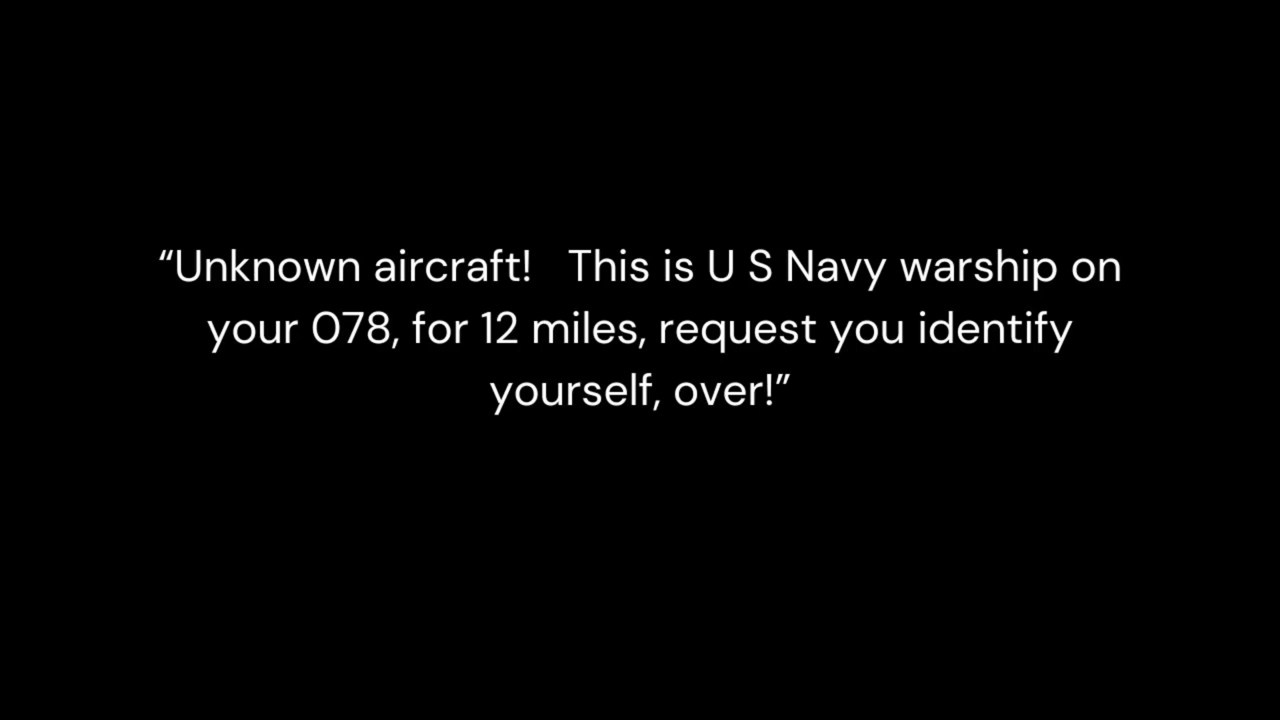 “Unknown aircraft!   This is U S Navy warship on
your 078, for 12 miles, request you identify
yourself, over!”